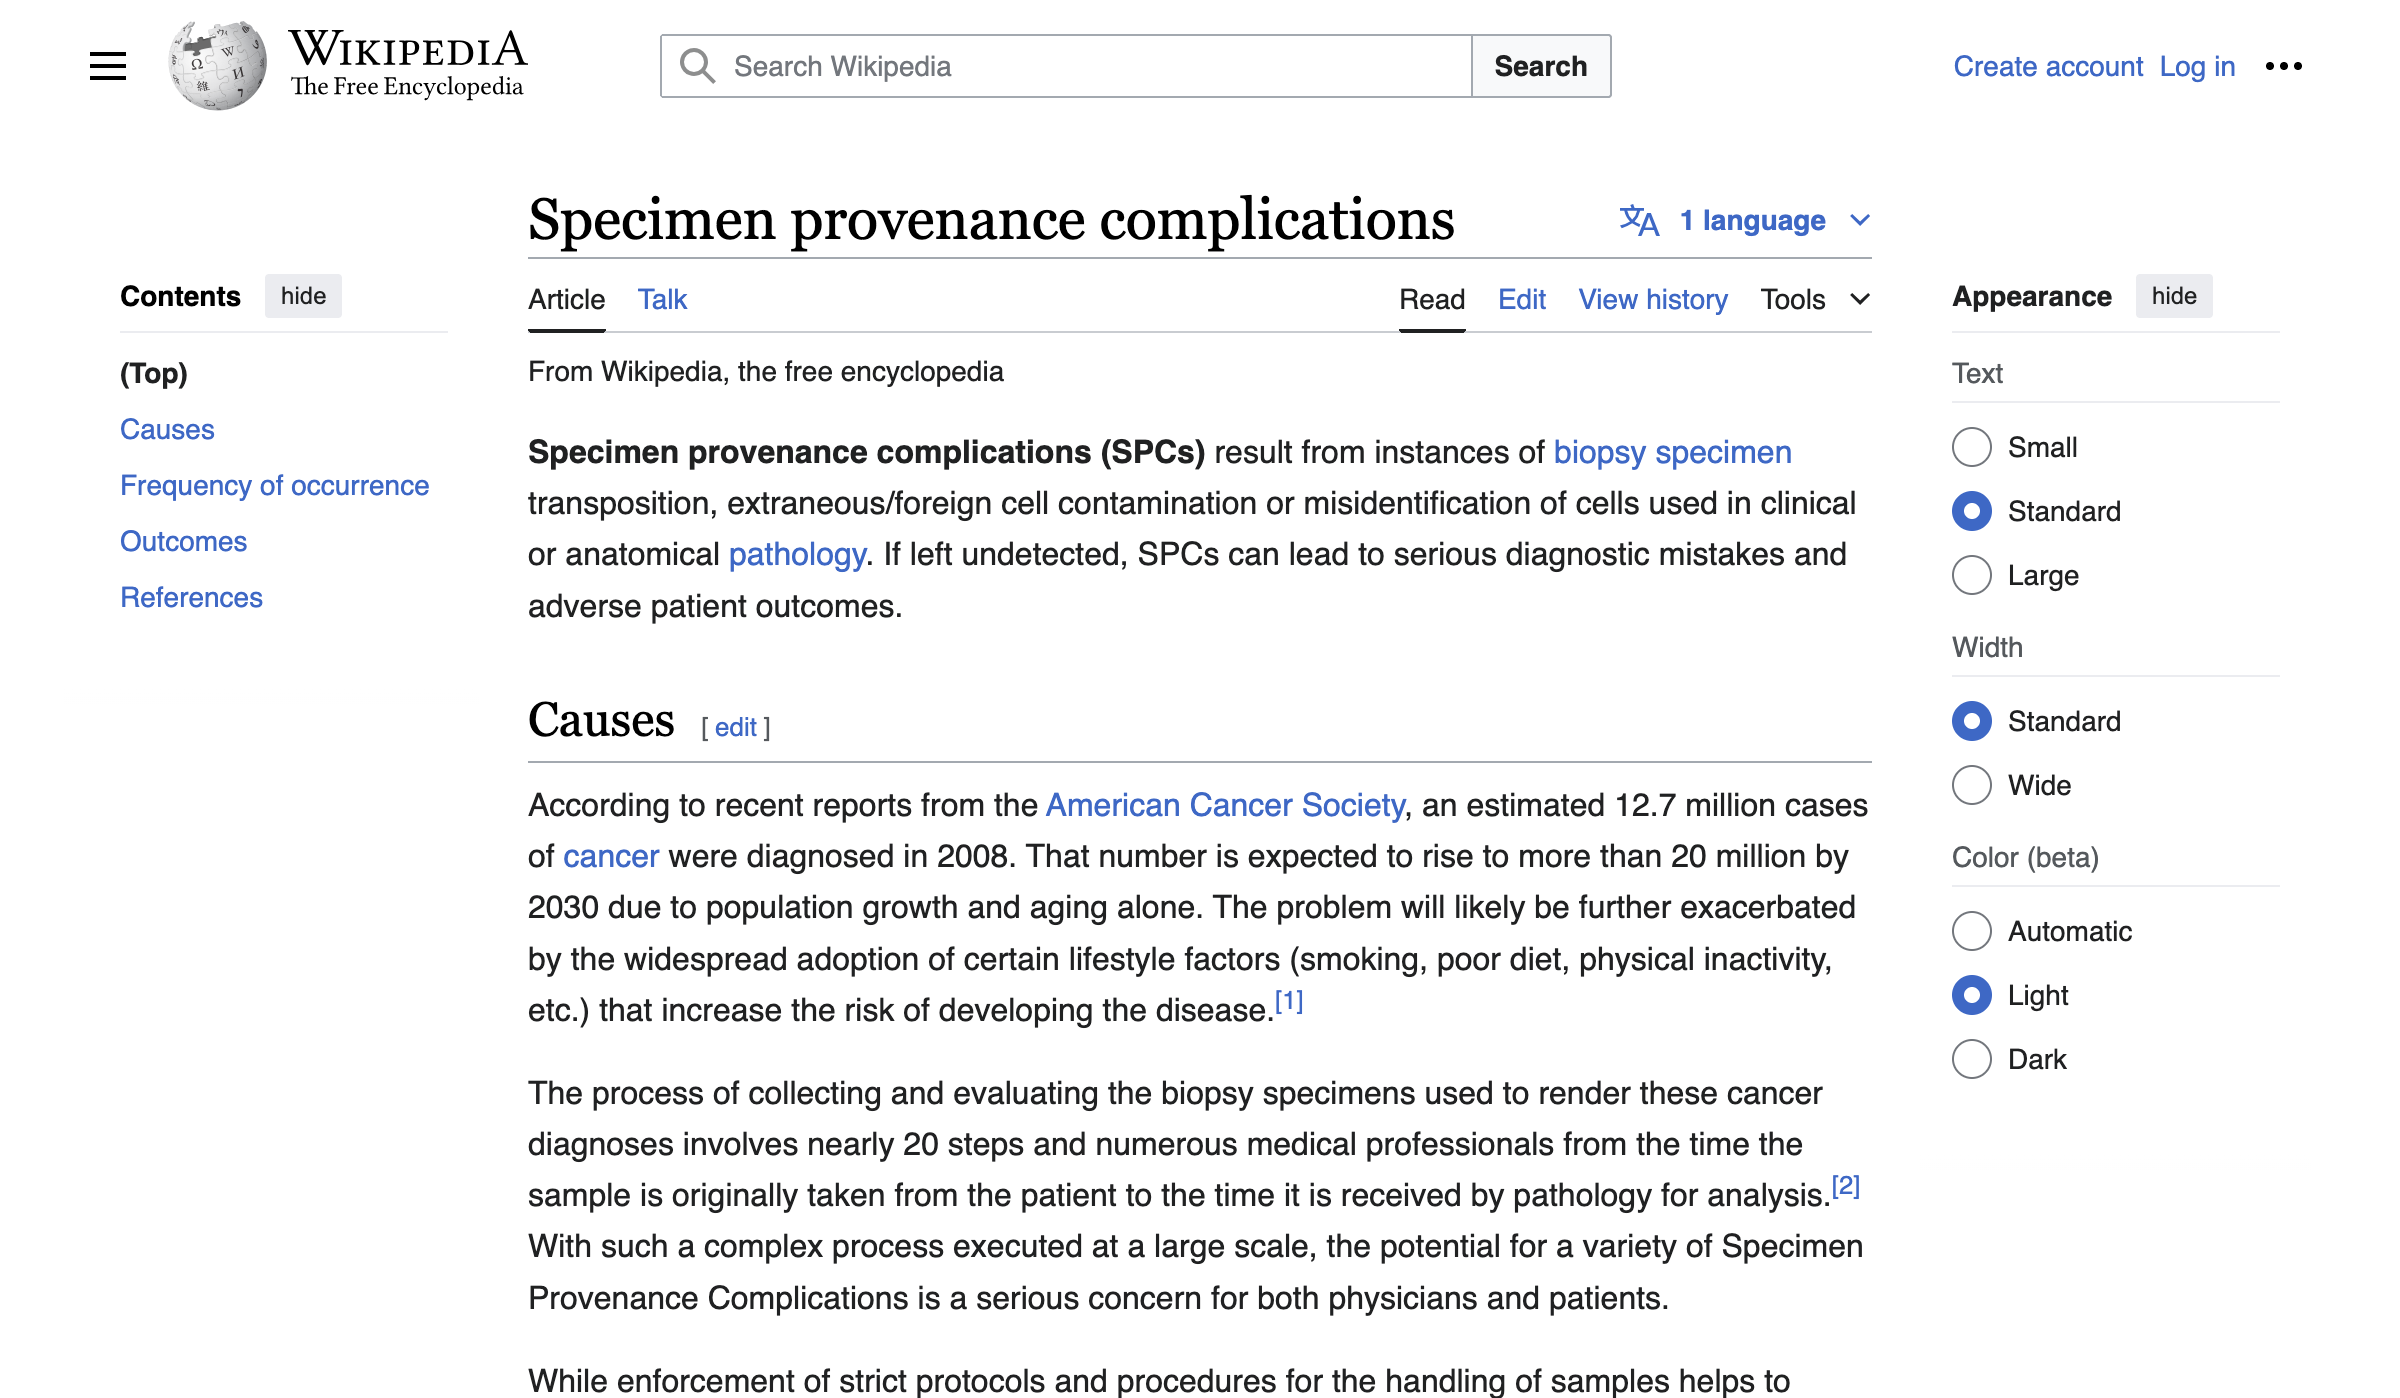 WIKIPEDIA
The Free Encyclopedia
Search Wikipedia
Search
Create account Log in
Specimen provenance complications
1 language
Contents hide
(Top)
Causes
Frequency of occurrence
Outcomes
References
Article Talk
Read Edit View history Tools
From Wikipedia, the free encyclopedia
Specimen provenance complications (SPCs) result from instances of biopsy specimen
transposition, extraneous/foreign cell contamination or misidentification of cells used in clinical
or anatomical pathology. If left undetected, SPCs can lead to serious diagnostic mistakes and
adverse patient outcomes.
Causes [ edit ]
According to recent reports from the American Cancer Society, an estimated 12.7 million cases
of cancer were diagnosed in 2008. That number is expected to rise to more than 20 million by
2030 due to population growth and aging alone. The problem will likely be further exacerbated
by the widespread adoption of certain lifestyle factors (smoking, poor diet, physical inactivity,
etc.) that increase the risk of developing the disease.[1]
The process of collecting and evaluating the biopsy specimens used to render these cancer
diagnoses involves nearly 20 steps and numerous medical professionals from the time the
sample is originally taken from the patient to the time it is received by pathology for analysis.[2]
With such a complex process executed at a large scale, the potential for a variety of Specimen
Provenance Complications is a serious concern for both physicians and patients.
While enforcement of strict protocols and procedures for the handling of samples helps to
Appearance hide
Text
Small
Standard
Large
Width
Standard
Wide
Color (beta)
Automatic
Light
Dark